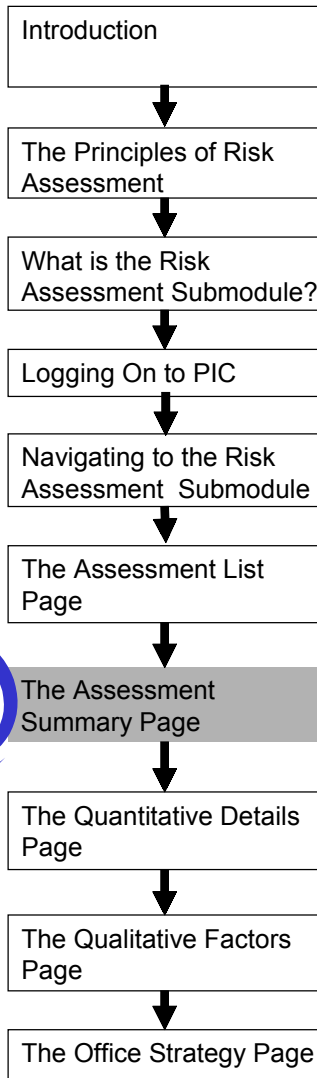 Introduction
The Principles of Risk
Assessment
What is the Risk
Assessment Submodule?
Logging On to PIC
Navigating to the Risk
Assessment Submodule
The Assessment List
Page
The Assessment
Summary Page
The Quantitative Details
Page
The Qualitative Factors
Page
The Office Strategy Page